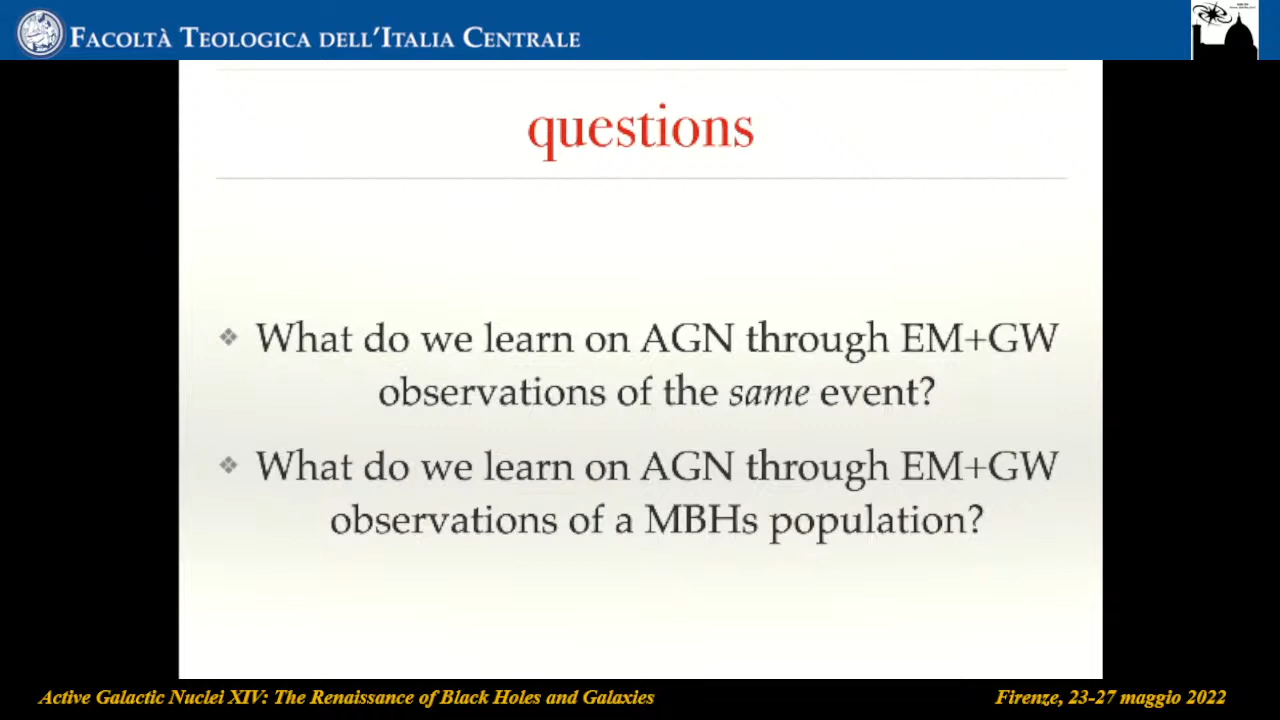 FACOLTÀ TEOLOGICA DELL'ITALIA CENTRALE
questions
What do we learn on AGN through EM+GW
observations of the same event?
What do we learn on AGN through EM+GW
observations of a MBHs population?
Active Galactic Nuclei XIV: The Renaissance of Black Holes and Galaxies
Firenze, 23-27 maggio 2022